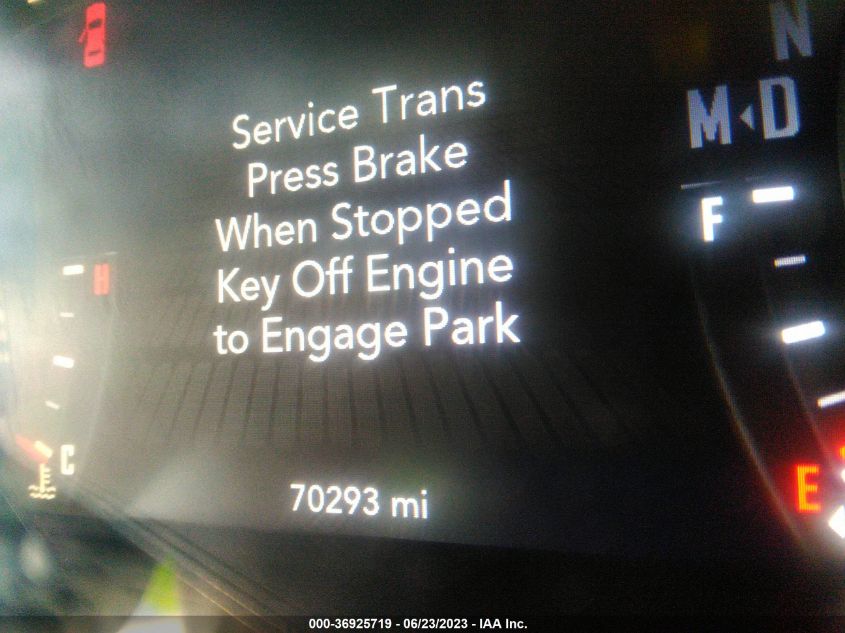 N
M◂D
Service Trans
Press Brake
When Stopped
Key Off Engine
to Engage Park
F
H
C
E
70293 mi
000-36925719 - 06/23/2023 - IAA Inc.